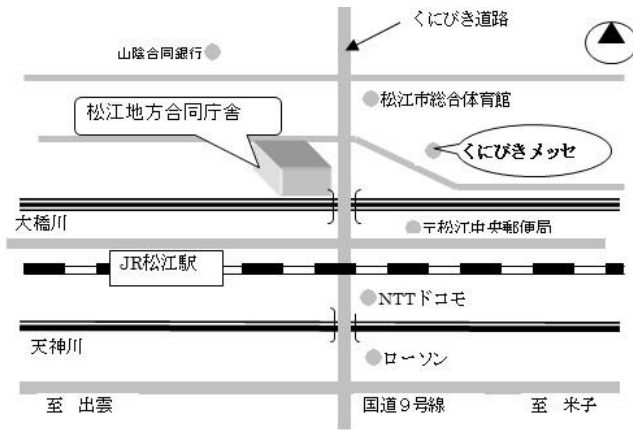 くにびき道路
山陰合同銀行
松江市総合体育館
松江地方合同庁舎
くにびきメッセ
大橋川
〒松江中央郵便局
JR松江駅
NTTドコモ
天神川
ローソン
至 出雲
国道9号線
至 米子